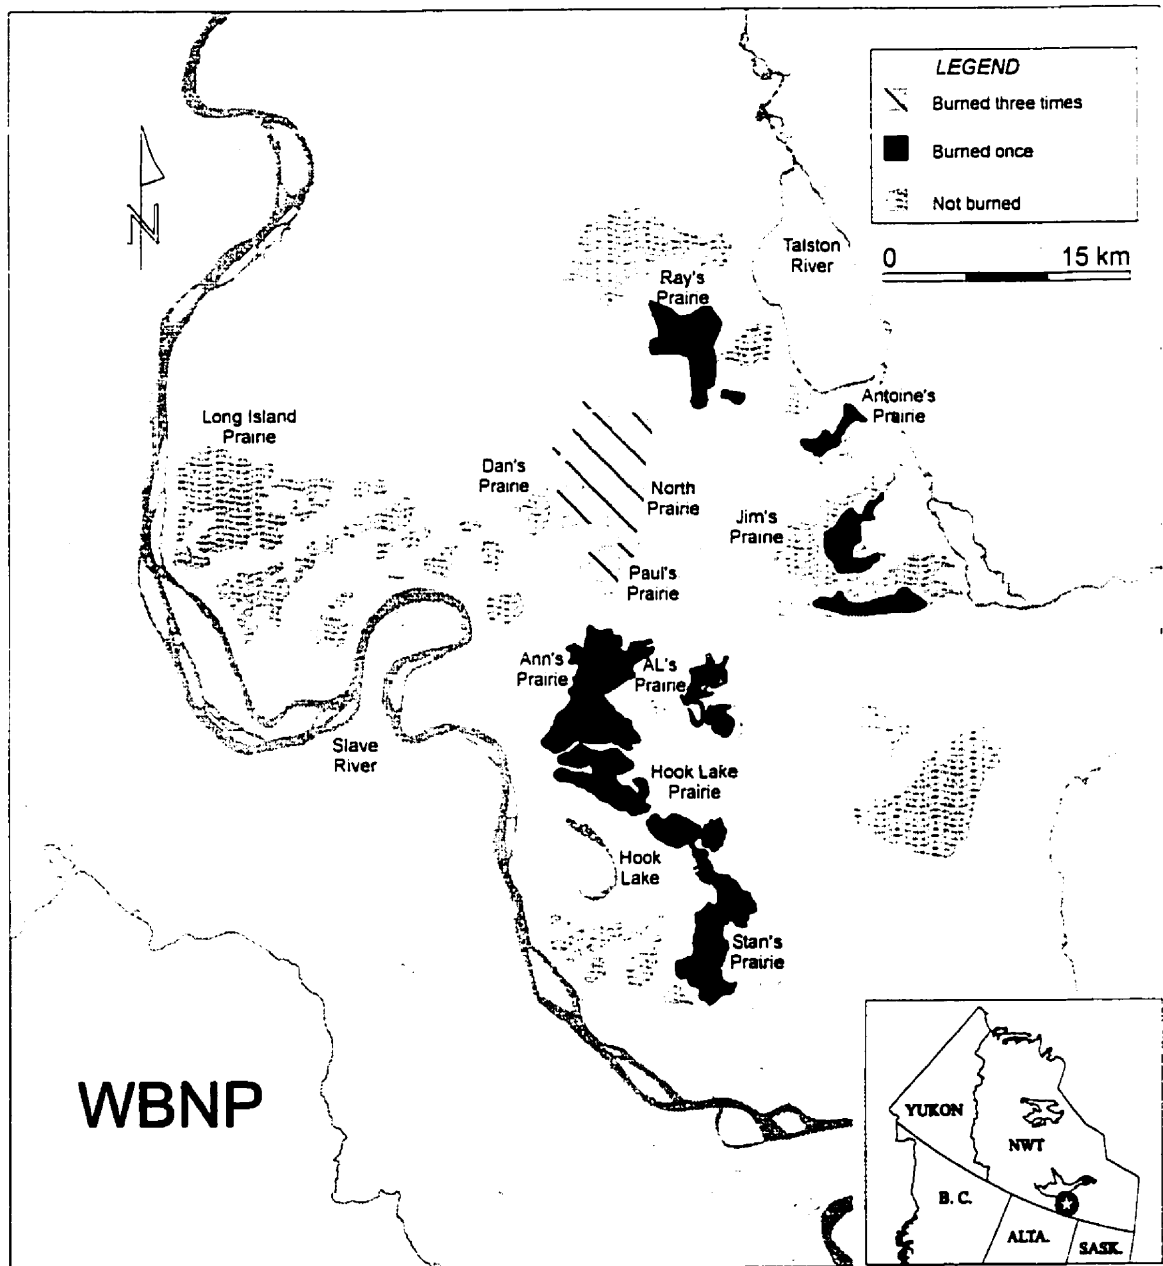 LEGEND
Burned three times
Burned once
Not burned
0 15 km
N
Talston
River
Ray's
Prairie
Antoine's
Prairie
Long Island
Prairie
Dan's
Prairie
North
Prairie
Jim's
Prairie
Paul's
Prairie
Ann's
Prairie
AL's
Prairie
Slave
River
Hook Lake
Prairie
Hook
Lake
Stan's
Prairie
WBNP
YUKON
NWT
B. C.
ALTA.
SASK.